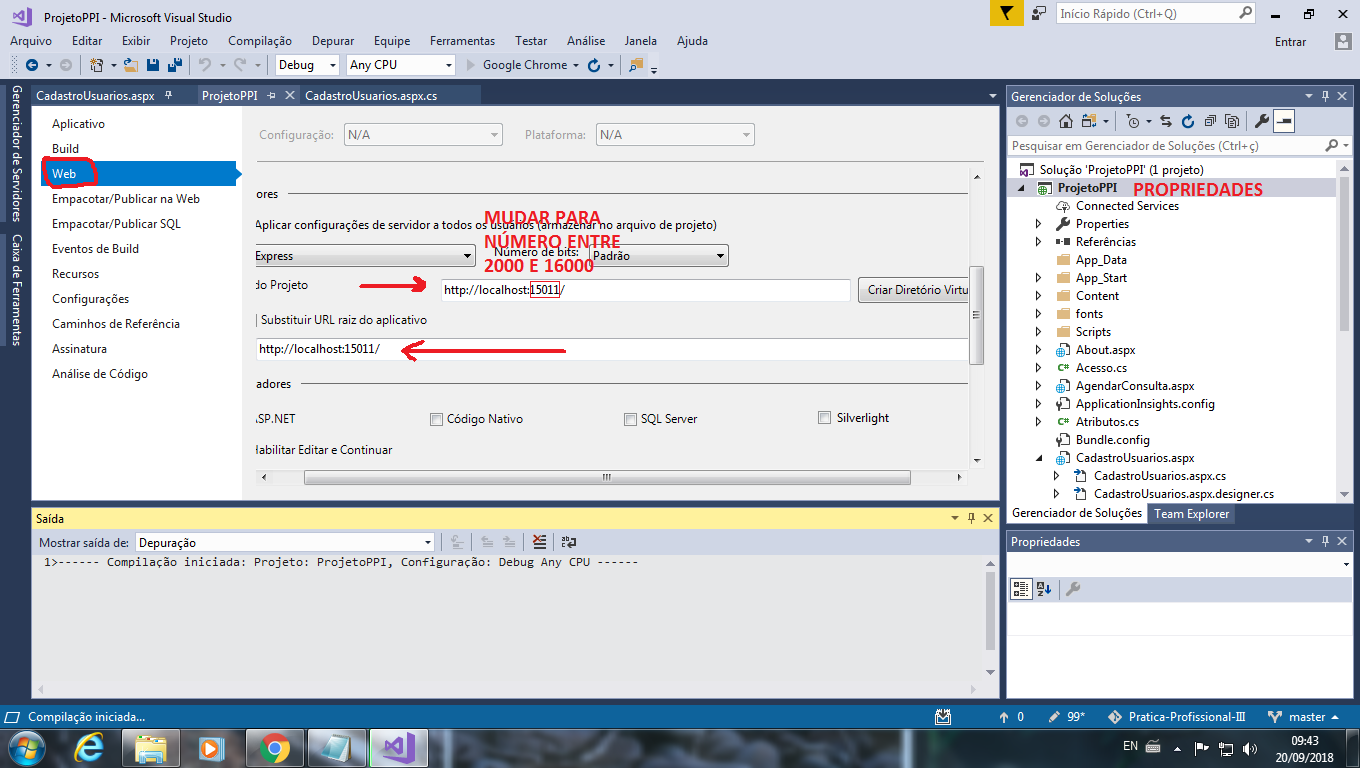 ProjetoPPI - Microsoft Visual Studio
Início Rápido (Ctrl+Q)
Arquivo Editar Exibir Projeto Compilação Depurar Equipe Ferramentas Testar Análise Janela Ajuda
Entrar
Debug Any CPU Google Chrome
Gerenciador de Servidores
Caixa de Ferramentas
CadastroUsuarios.aspx ProjetoPPI CadastroUsuarios.aspx.cs
Aplicativo
Build
Web
Empacotar/Publicar na Web
Empacotar/Publicar SQL
Eventos de Build
Recursos
Configurações
Caminhos de Referência
Assinatura
Análise de Código
Configuração: N/A Plataforma: N/A
ores
Aplicar configurações de servidor a todos os usuários (armazenar no arquivo de projeto)
MUDAR PARA
NÚMERO ENTRE
2000 E 16000
Express Número de bits: Padrão
do Projeto http://localhost:15011/ Criar Diretório Virtu
Substituir URL raiz do aplicativo
http://localhost:15011/
adores
ASP.NET Código Nativo SQL Server Silverlight
Habilitar Editar e Continuar
Gerenciador de Soluções
Pesquisar em Gerenciador de Soluções (Ctrl+ç)
Solução 'ProjetoPPI' (1 projeto)
ProjetoPPI PROPRIEDADES
Connected Services
Properties
Referências
App_Data
App_Start
Content
fonts
Scripts
About.aspx
C# Acesso.cs
AgendarConsulta.aspx
ApplicationInsights.config
C# Atributos.cs
Bundle.config
CadastroUsuarios.aspx
CadastroUsuarios.aspx.cs
CadastroUsuarios.aspx.designer.cs
Gerenciador de Soluções Team Explorer
Propriedades
Saída
Mostrar saída de: Depuração
1>------ Compilação iniciada: Projeto: ProjetoPPI, Configuração: Debug Any CPU ------
Compilação iniciada... 0 99* Pratica-Profissional-III master
EN
09:43
20/09/2018